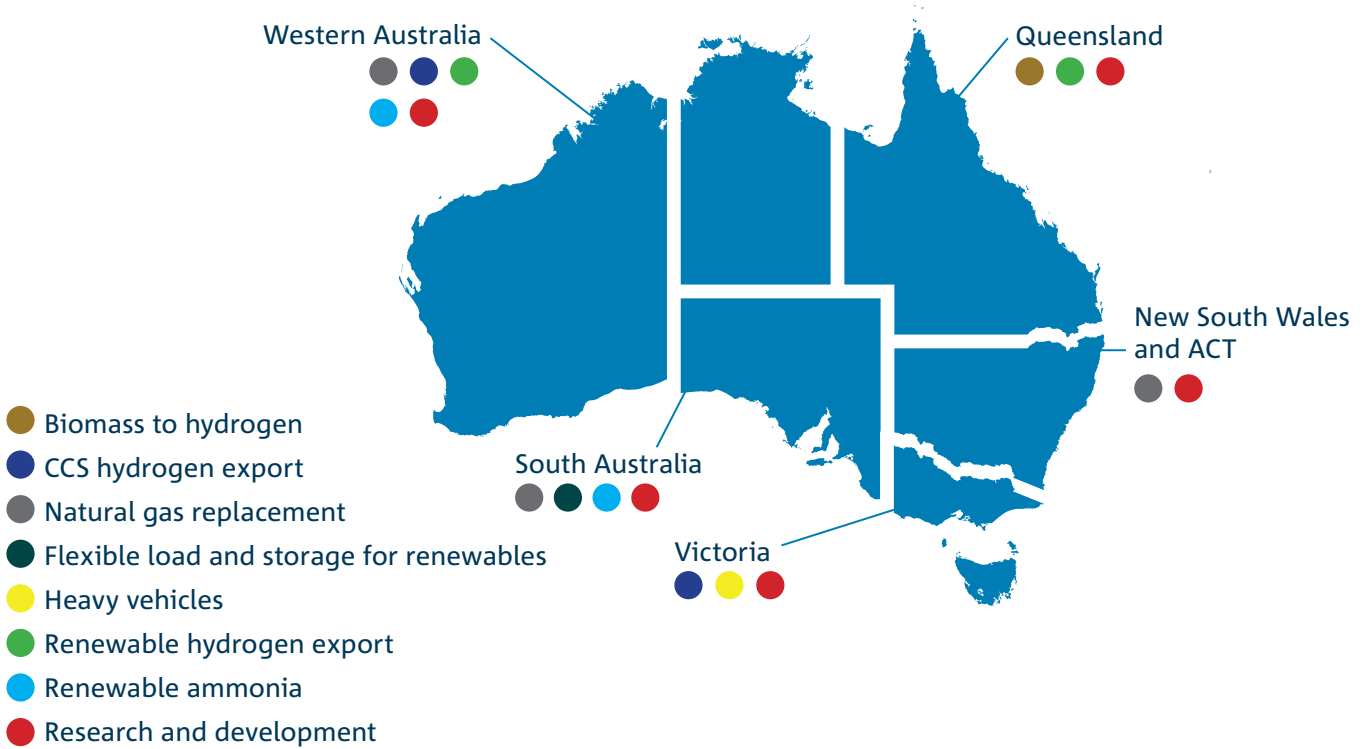 Western Australia
Queensland
New South Wales
and ACT
South Australia
Victoria
Biomass to hydrogen
CCS hydrogen export
Natural gas replacement
Flexible load and storage for renewables
Heavy vehicles
Renewable hydrogen export
Renewable ammonia
Research and development